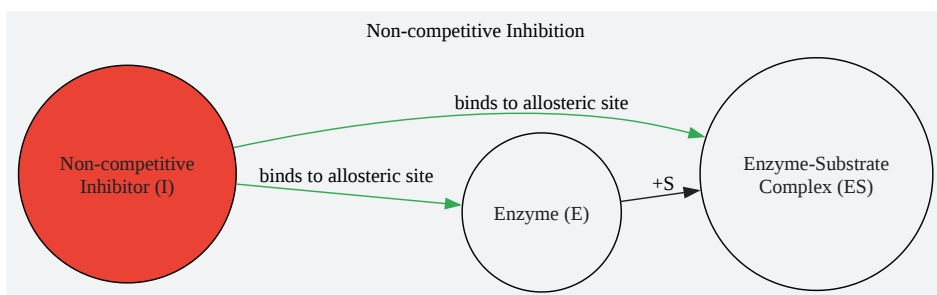 Non-competitive Inhibition
binds to allosteric site
Non-competitive
Inhibitor (I)
binds to allosteric site
Enzyme (E)
+S
Enzyme-Substrate
Complex (ES)